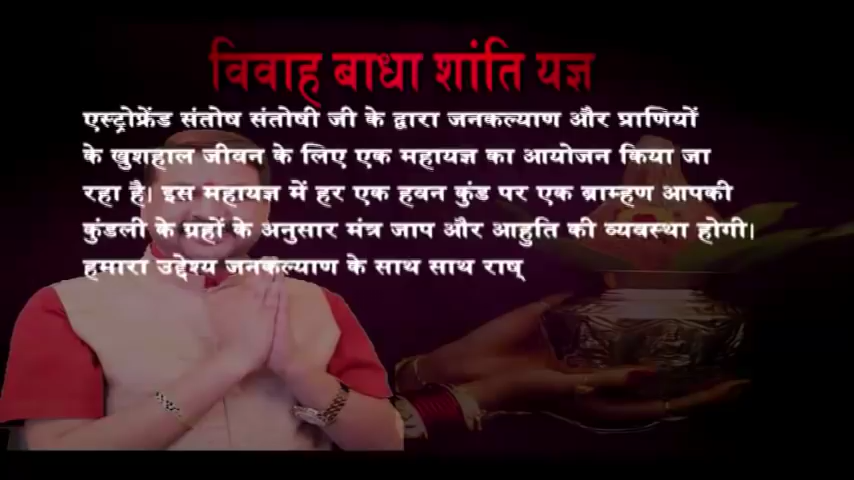 विवाह बाधा शांति यज्ञ
एस्ट्रोफ्रेंड संतोष संतोषी जी के द्वारा जनकल्याण और प्राणियों
के खुशहाल जीवन के लिए एक महायज्ञ का आयोजन किया जा
रहा है। इस महायज्ञ में हर एक हवन कुंड पर एक ब्राम्हण आपकी
कुंडली के ग्रहों के अनुसार मंत्र जाप और आहुति की व्यवस्था होगी।
हमारा उद्देश्य जनकल्याण के साथ साथ राष्